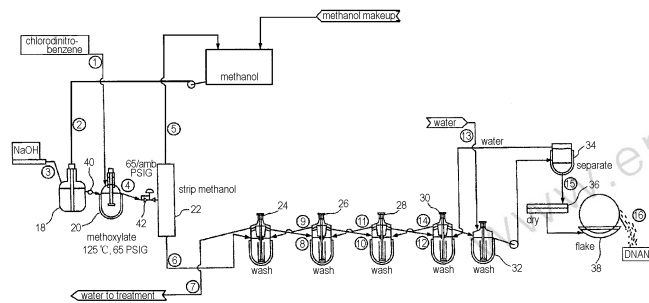 methanol makeup
chlorodinitro-
benzene
1
methanol
2
5
water
13
water
34
separate
NaOH
3
40
4
65/amb
PSIG
42
strip methanol
22
18
20
methoxylate
125 ℃, 65 PSIG
24
26
28
30
9
11
14
8
10
12
wash
wash
wash
wash
wash
32
15
36
dry
flake
38
16
DNAN
6
7
water to treatment
www.e